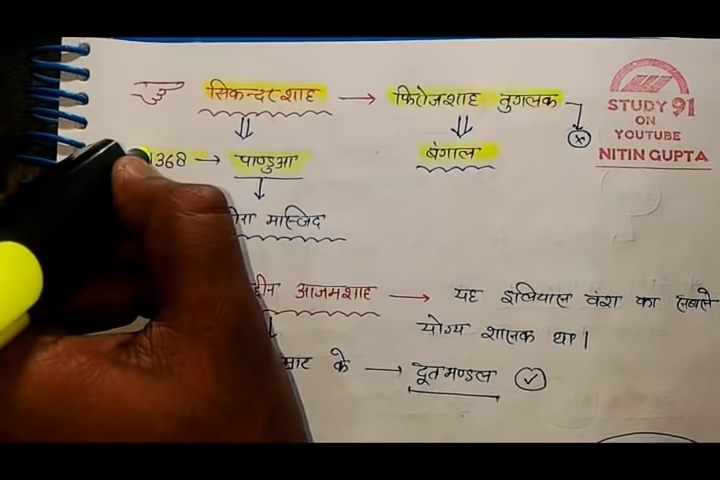 सिकन्दरशाह → फिरोजशाह तुगलक
STUDY 91
ON
YOUTUBE
NITIN GUPTA
1368 → पाण्डुआ
बंगाल
मस्जिद
आजमशाह → यह इलियास वंश का सबसे
योग्य शासक था।
के → दूतमण्डल